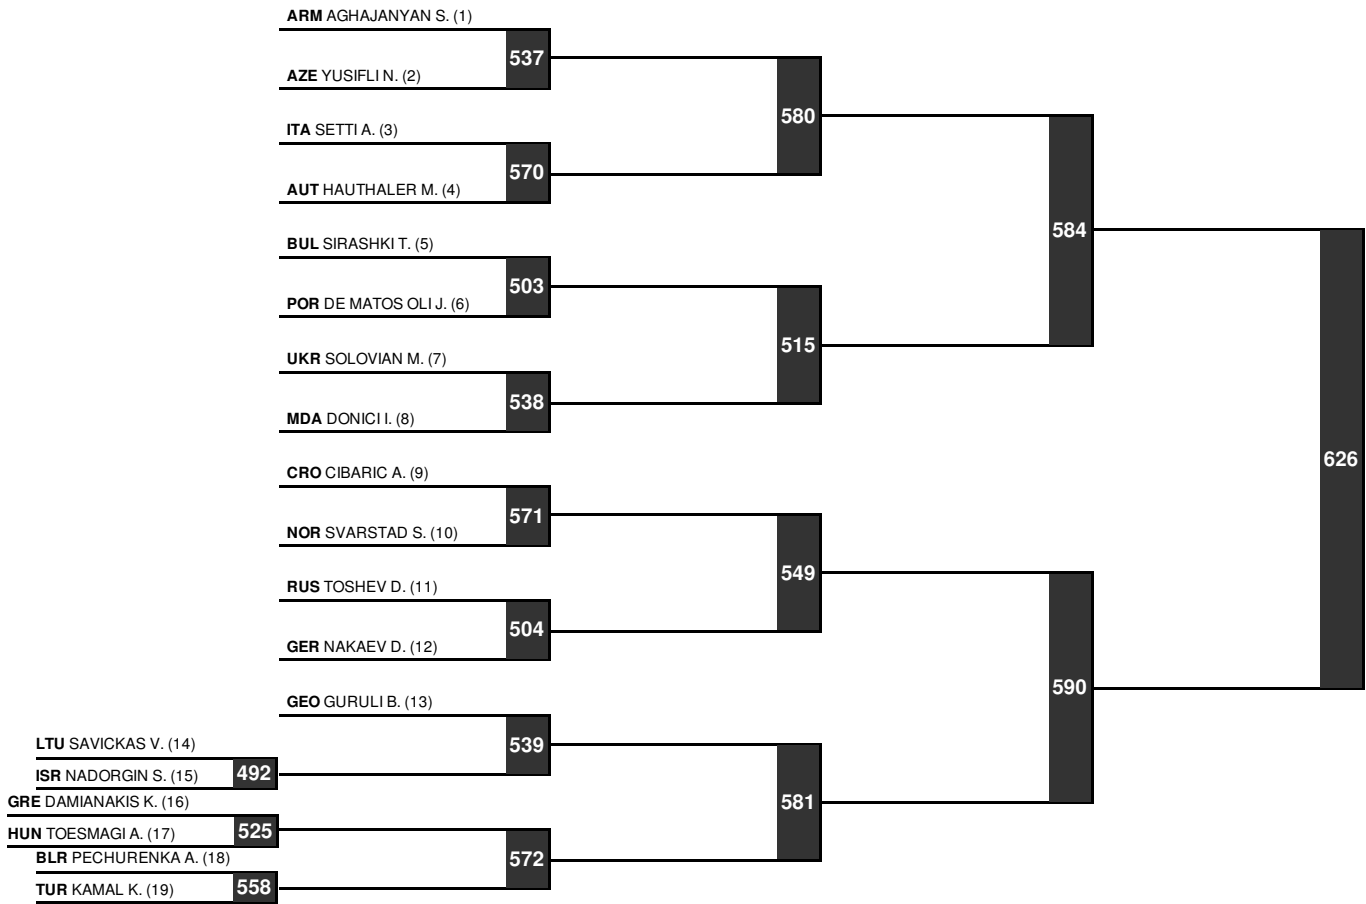 ARM AGHAJANYAN S. (1)
537
AZE YUSIFLI N. (2)
580
ITA SETTI A. (3)
570
AUT HAUTHALER M. (4)
584
BUL SIRASHKI T. (5)
503
POR DE MATOS OLI J. (6)
515
UKR SOLOVIAN M. (7)
538
MDA DONICI I. (8)
626
CRO CIBARIC A. (9)
571
NOR SVARSTAD S. (10)
549
RUS TOSHEV D. (11)
504
GER NAKAEV D. (12)
590
GEO GURULI B. (13)
539
LTU SAVICKAS V. (14)
492
ISR NADORGIN S. (15)
581
GRE DAMIANAKIS K. (16)
525
HUN TOESMAGI A. (17)
572
BLR PECHURENKA A. (18)
558
TUR KAMAL K. (19)